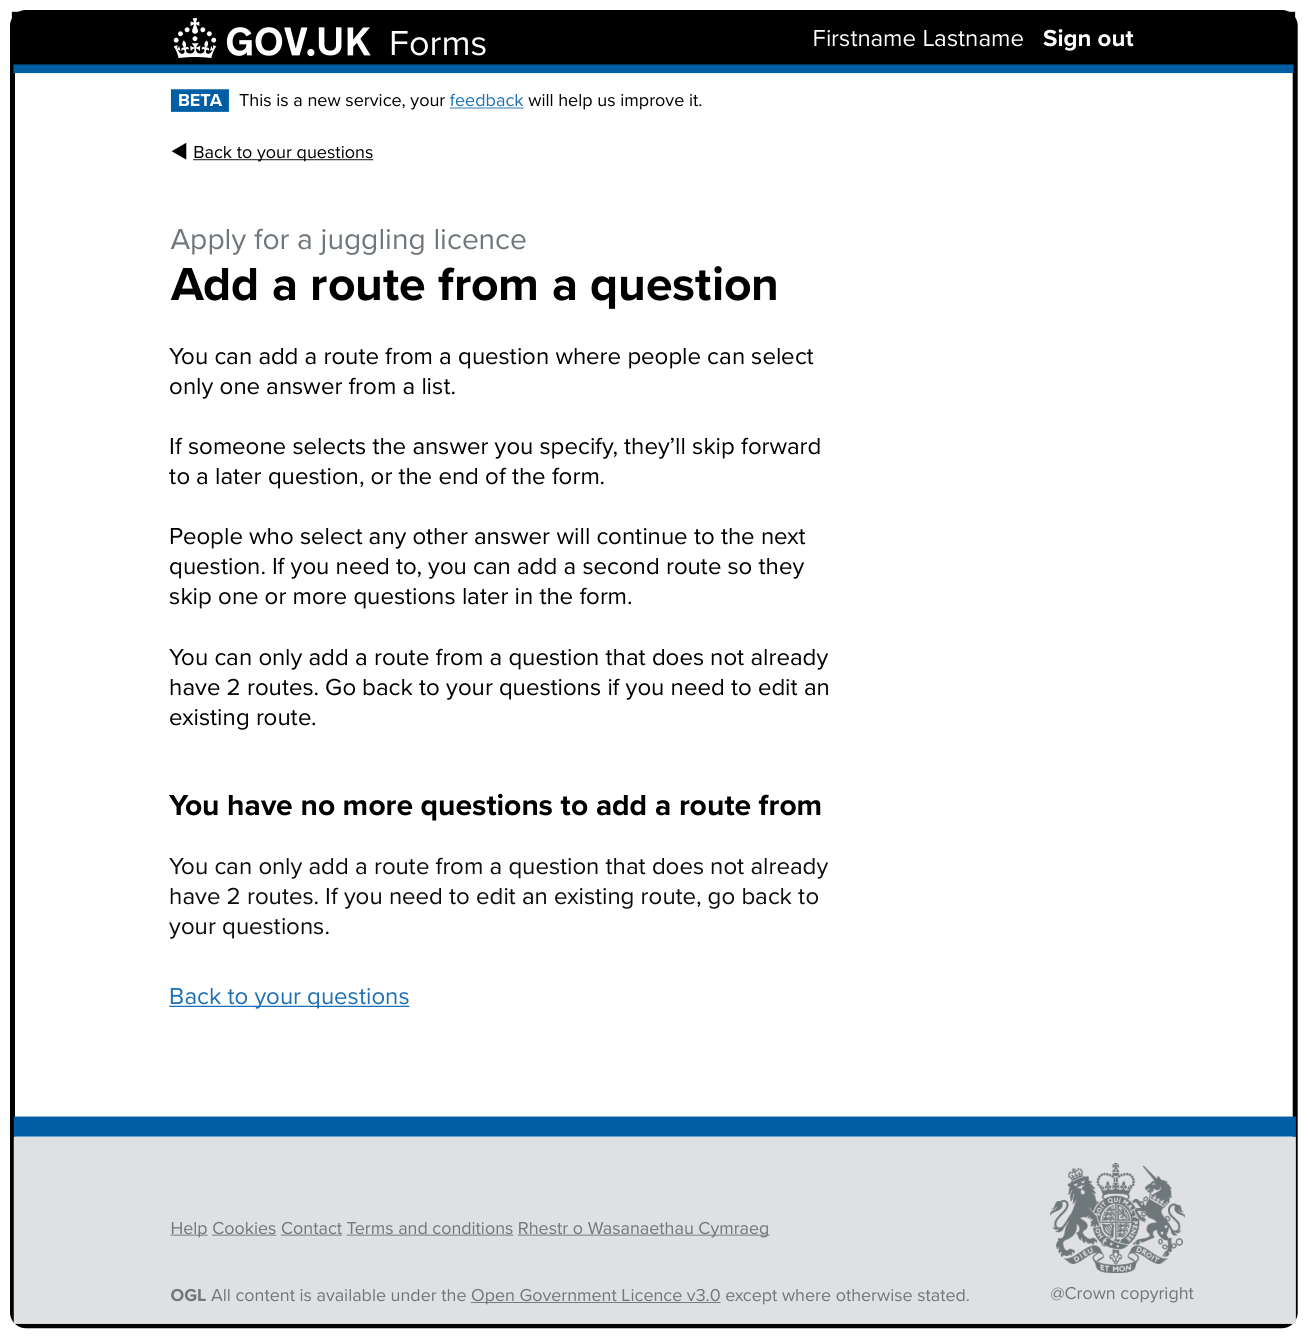 GOV.UK Forms
Firstname Lastname Sign out
BETA This is a new service, your feedback will help us improve it.
Back to your questions
Apply for a juggling licence
Add a route from a question
You can add a route from a question where people can select
only one answer from a list.
If someone selects the answer you specify, they’ll skip forward
to a later question, or the end of the form.
People who select any other answer will continue to the next
question. If you need to, you can add a second route so they
skip one or more questions later in the form.
You can only add a route from a question that does not already
have 2 routes. Go back to your questions if you need to edit an
existing route.
You have no more questions to add a route from
You can only add a route from a question that does not already
have 2 routes. If you need to edit an existing route, go back to
your questions.
Back to your questions
Help Cookies Contact Terms and conditions Rhestr o Wasanaethau Cymraeg
DIEU ET MON DROIT
OGL All content is available under the Open Government Licence v3.0 except where otherwise stated.
@Crown copyright